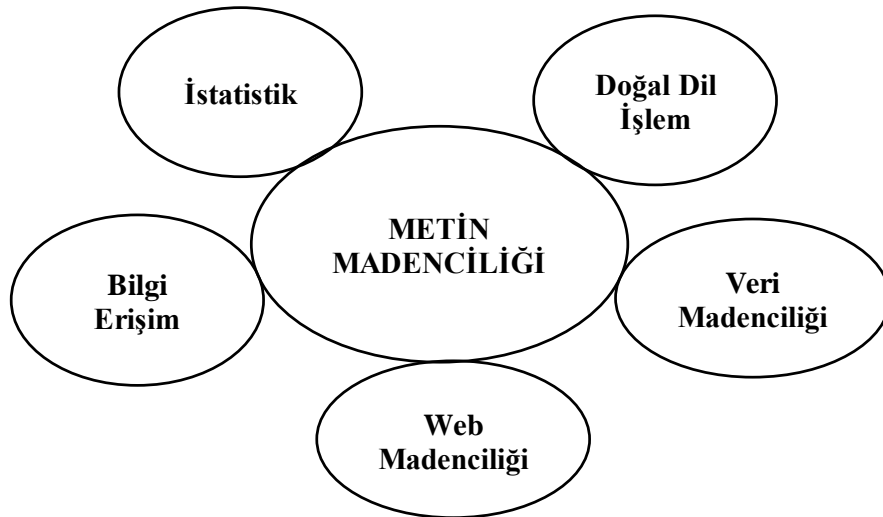 İstatistik
Doğal Dil
İşlem
METİN
MADENCİLİĞİ
Bilgi
Erişim
Veri
Madenciliği
Web
Madenciliği